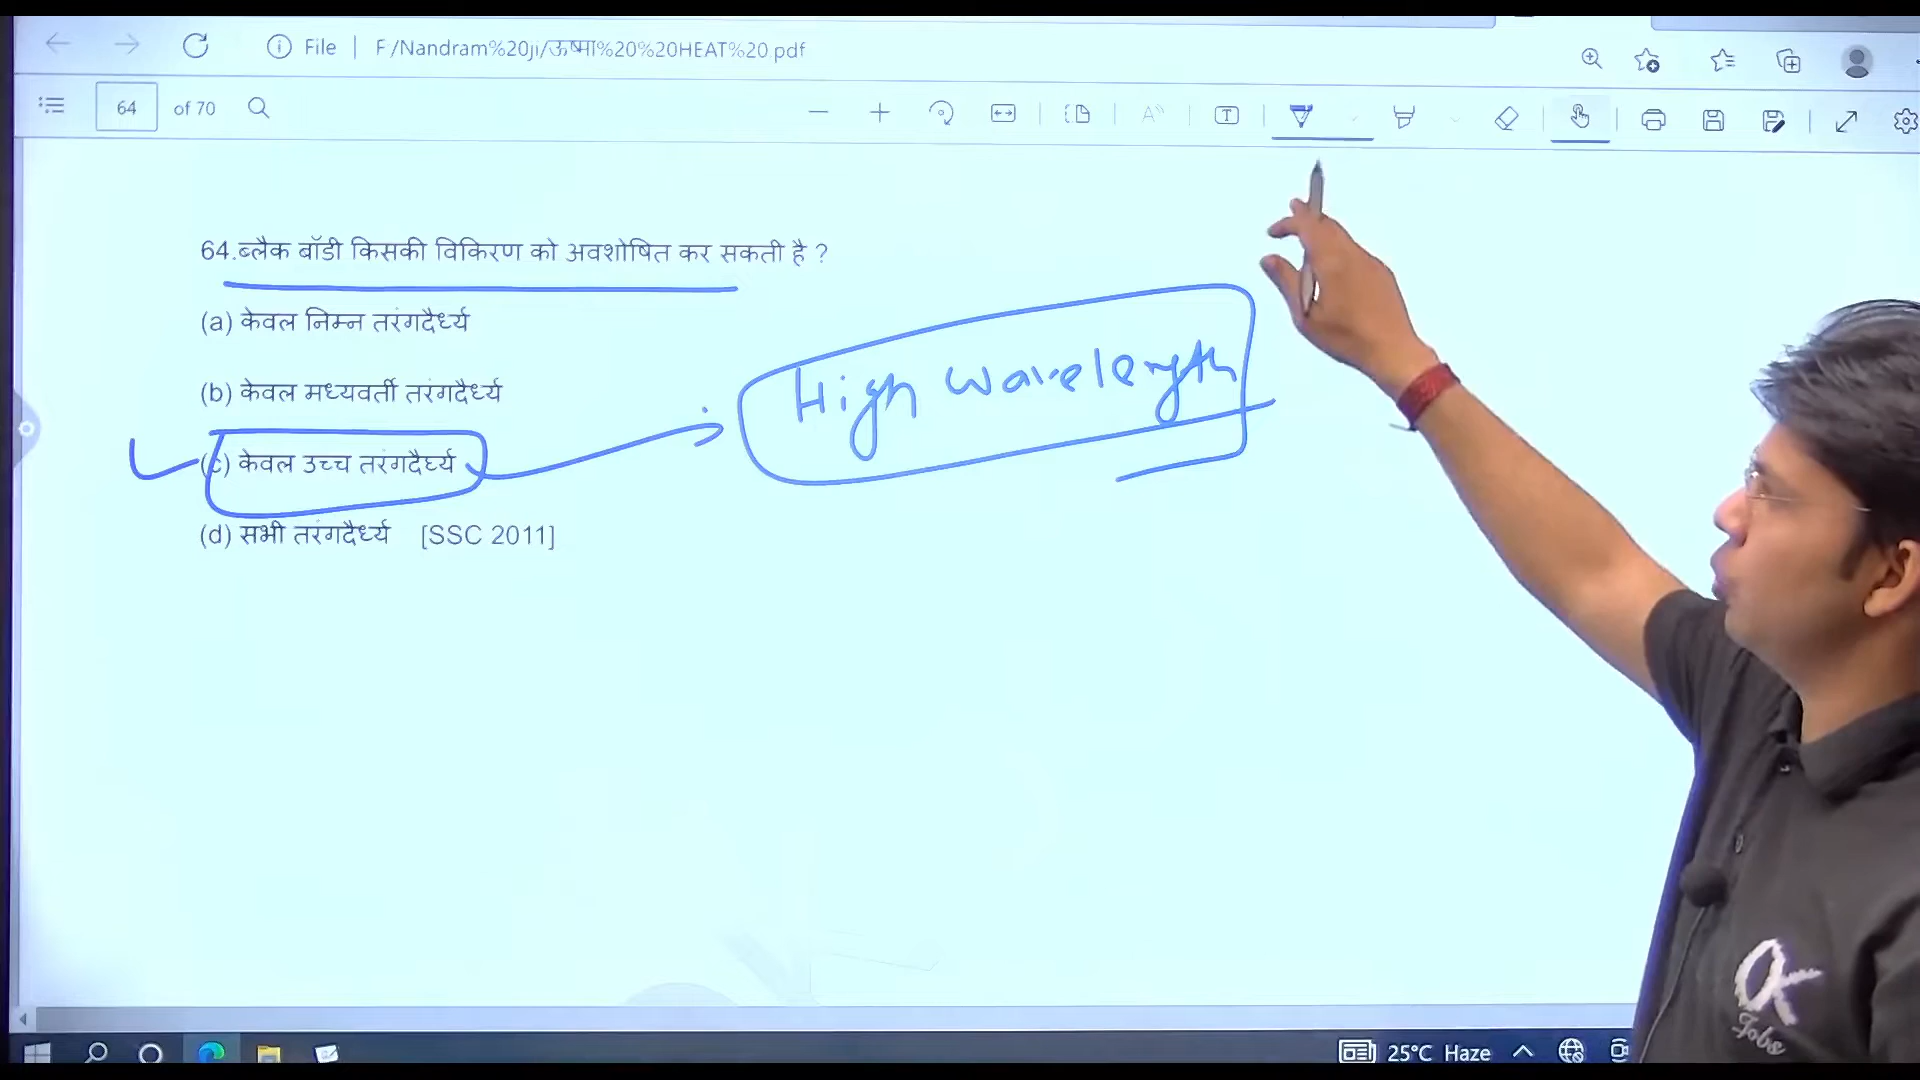 File | F:/Nandram%20ji/ऊष्मा%20%20HEAT%20.pdf
64 of 70
64.ब्लैक बॉडी किसकी विकिरण को अवशोषित कर सकती है ?
(a) केवल निम्न तरंगदैर्ध्य
(b) केवल मध्यवर्ती तरंगदैर्ध्य
(c) केवल उच्च तरंगदैर्ध्य
High wavelength
(d) सभी तरंगदैर्ध्य [SSC 2011]
OK
Jobs
25°C Haze